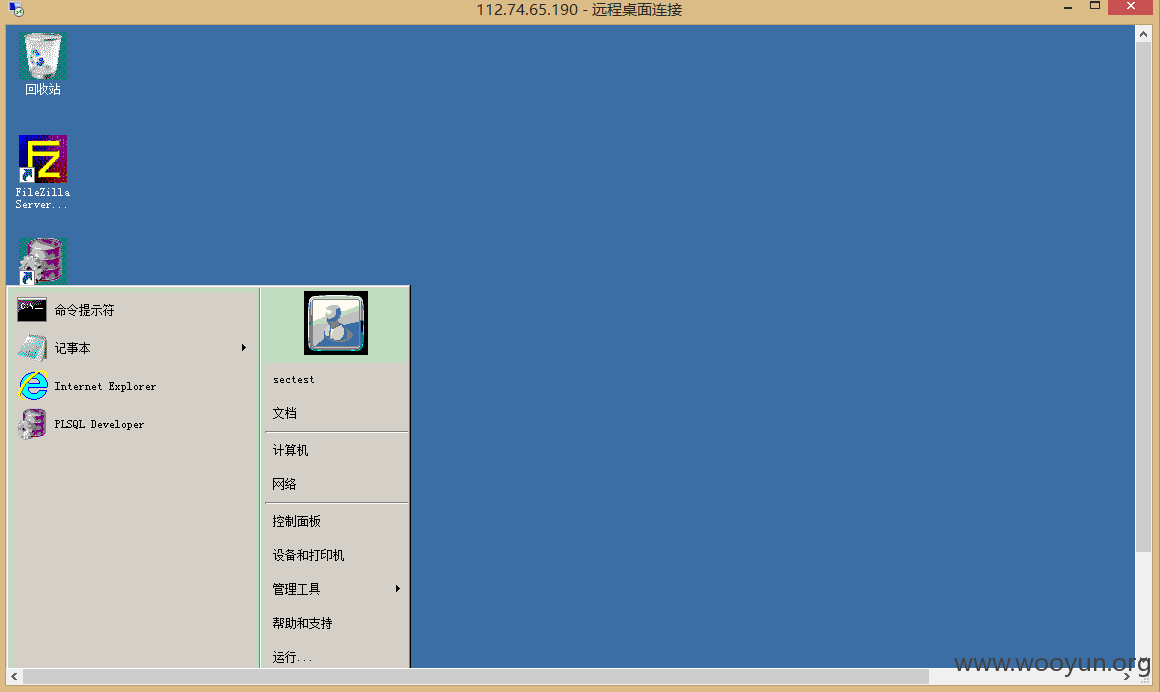 112.74.65.190 - 远程桌面连接
回收站
FileZilla
Server...
命令提示符
记事本
Internet Explorer
PLSQL Developer
sectest
文档
计算机
网络
控制面板
设备和打印机
管理工具
帮助和支持
运行...
www.wooyun.org